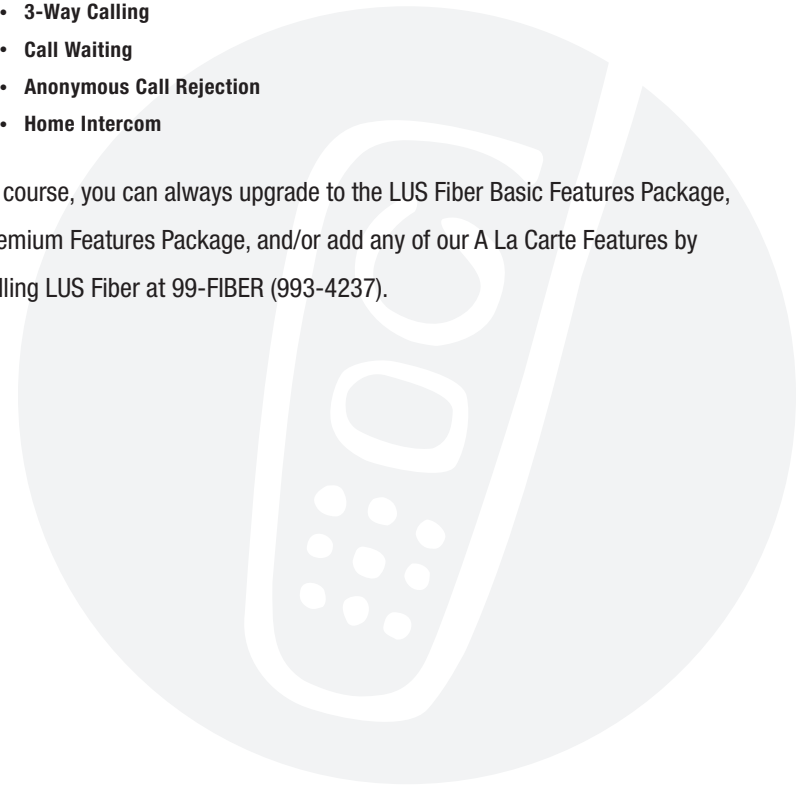 • 3-Way Calling
• Call Waiting
• Anonymous Call Rejection
• Home Intercom
course, you can always upgrade to the LUS Fiber Basic Features Package,
emium Features Package, and/or add any of our A La Carte Features by
lling LUS Fiber at 99-FIBER (993-4237).